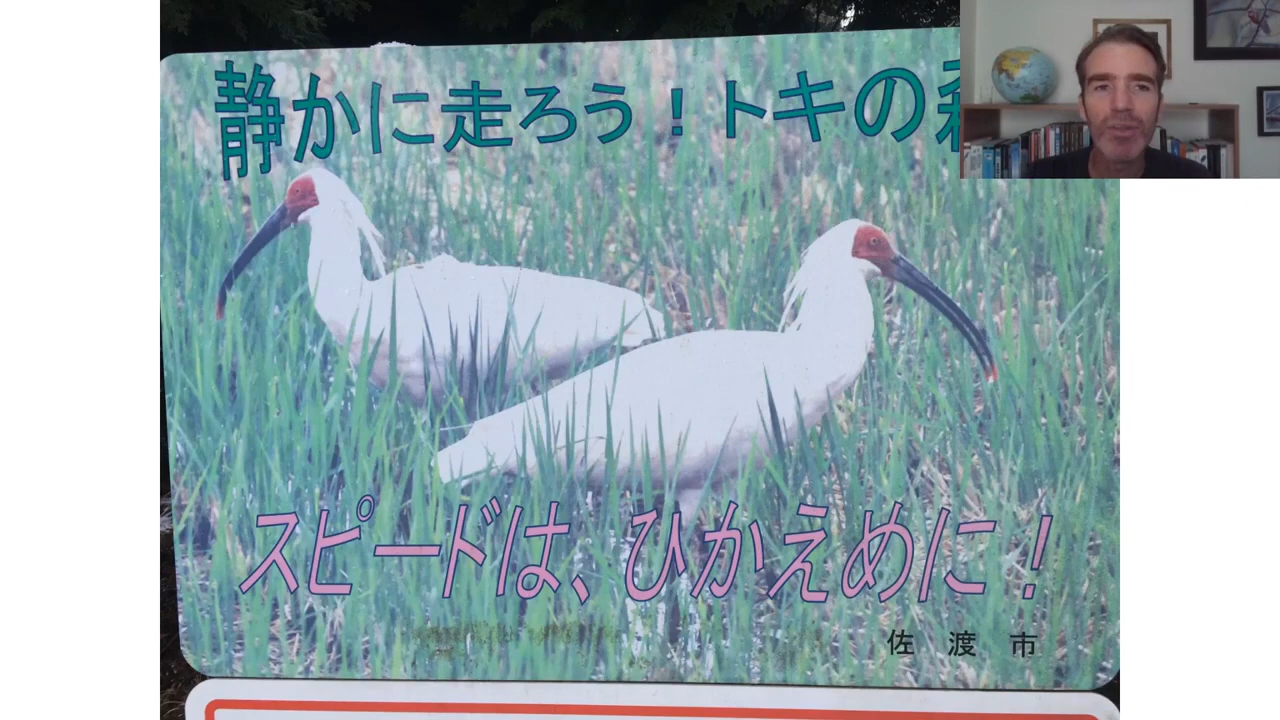 静かに走ろう！トキの
スピードは、ひかえめに！
佐渡市